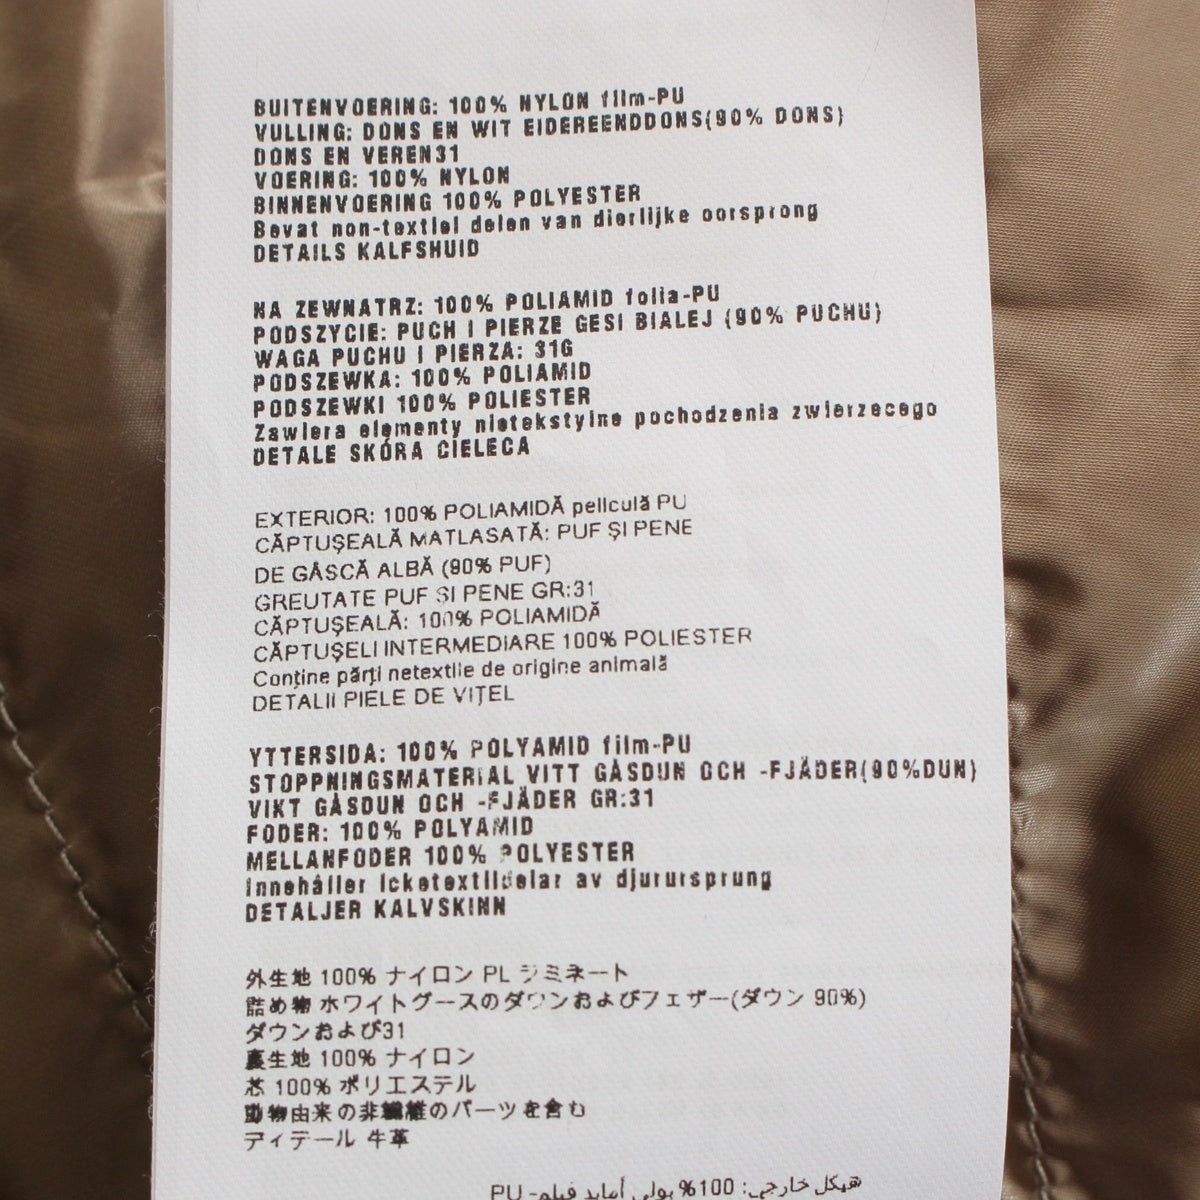 BUITENVOERING: 100% NYLON film-PU
VULLING: DONS EN WIT EIDEREENDDONS(90% DONS)
DONS EN VEREN31
VOERING: 100% NYLON
BINNENVOERING 100% POLYESTER
Bevat non-textiel delen van dierlijke oorsprong
DETAILS KALFSHUID
NA ZEWNATRZ: 100% POLIAMID folia-PU
PODSZYCIE: PUCH I PIERZE GESI BIALEJ (90% PUCHU)
WAGA PUCHU I PIERZA: 31G
PODSZEWKA: 100% POLIAMID
PODSZEWKI 100% POLIESTER
Zawiera elementy nietekstylne pochodzenia zwierzecego
DETALE SKÓRA CIELECA
EXTERIOR: 100% POLIAMIDĂ peliculă PU
CĂPTUŞEALĂ MATLASATĂ: PUF ŞI PENE
DE GÂSCĂ ALBĂ (90% PUF)
GREUTATE PUF ŞI PENE GR:31
CĂPTUŞEALĂ: 100% POLIAMIDĂ
CĂPTUŞELI INTERMEDIARE 100% POLIESTER
Conţine părţi netextile de origine animală
DETALII PIELE DE VIŢEL
YTTERSIDA: 100% POLYAMID film-PU
STOPPNINGSMATERIAL VITT GÅSDUN OCH -FJÄDER(90%DUN)
VIKT GÅSDUN OCH -FJÄDER GR:31
FODER: 100% POLYAMID
MELLANFODER 100% POLYESTER
Innehåller icketextildelar av djurursprung
DETALJER KALVSKINN
外生地 100% ナイロン PL ジミネート
詰め物 ホワイトグースのダウンおよびフェザー(ダウン 90%)
ダウンおよび31
裏生地 100% ナイロン
芯 100% ポリエステル
動物由来の非繊維のパーツを含む
ディテール 牛革
هيكل خارجي: 100% بولي أمايد فيلم- PU